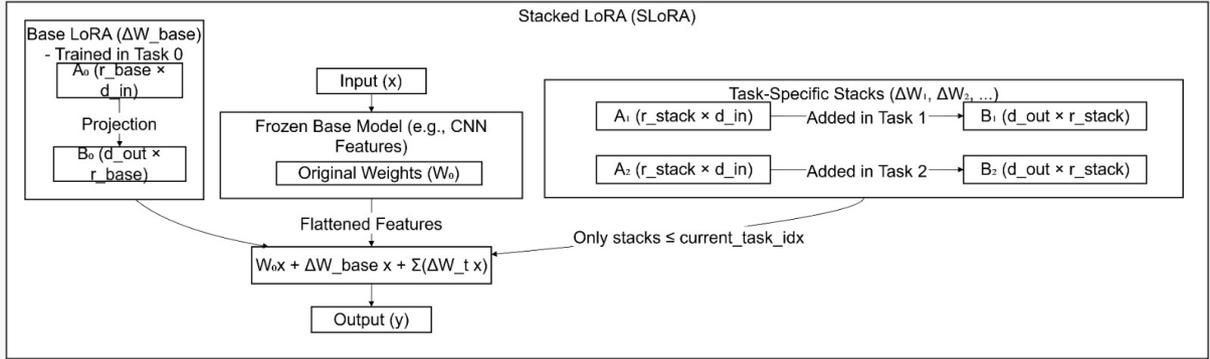 Stacked LoRA (SLoRA)
Base LoRA (ΔW_base)
- Trained in Task 0
A₀ (r_base ×
d_in)
Projection
B₀ (d_out ×
r_base)
Input (x)
Frozen Base Model (e.g., CNN
Features)
Original Weights (W₀)
Flattened Features
Task-Specific Stacks (ΔW₁, ΔW₂, ...)
A₁ (r_stack × d_in)
Added in Task 1
B₁ (d_out × r_stack)
A₂ (r_stack × d_in)
Added in Task 2
B₂ (d_out × r_stack)
Only stacks ≤ current_task_idx
W₀x + ΔW_base x + Σ(ΔW_t x)
Output (y)